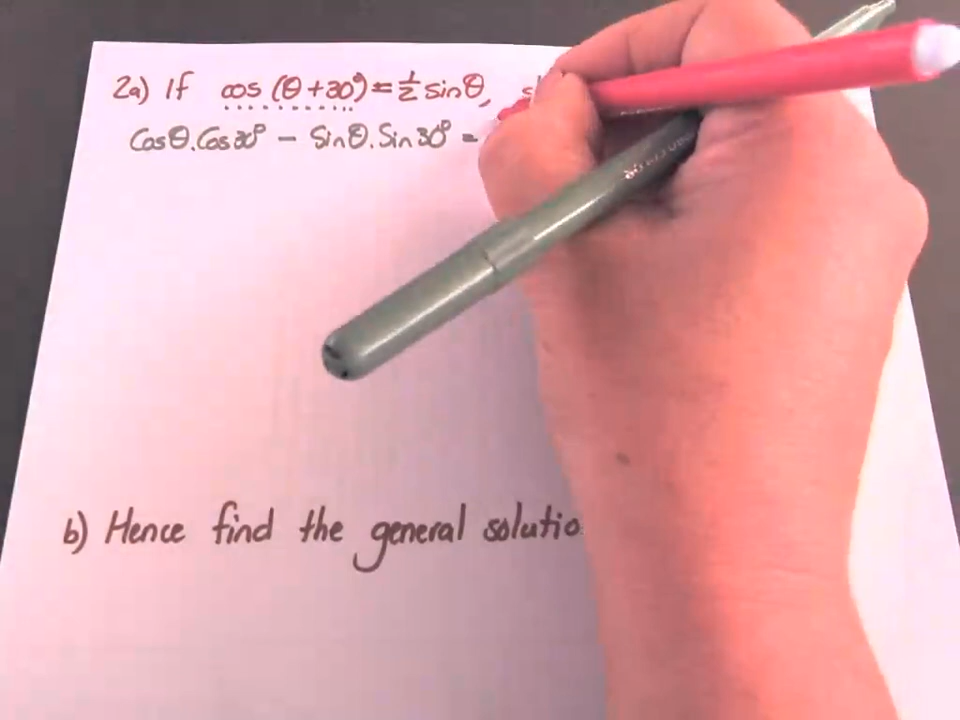 2a) If cos (θ + 30°) = ½ sinθ,
Cosθ.Cos30° - Sinθ.Sin30° =
b) Hence find the general solutio